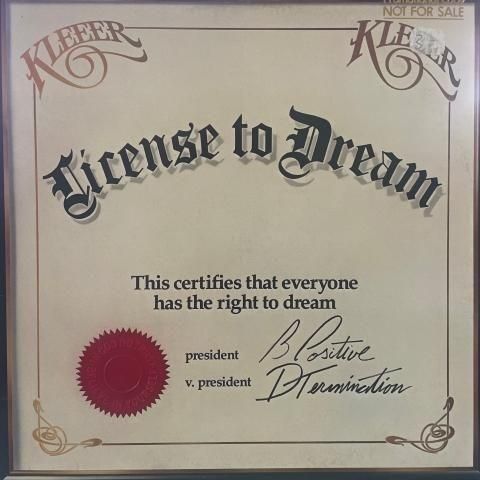 NOT FOR SALE
KLEEER
KLEEER
License to Dream
This certifies that everyone
has the right to dream
president B Positive
v. president DTermination